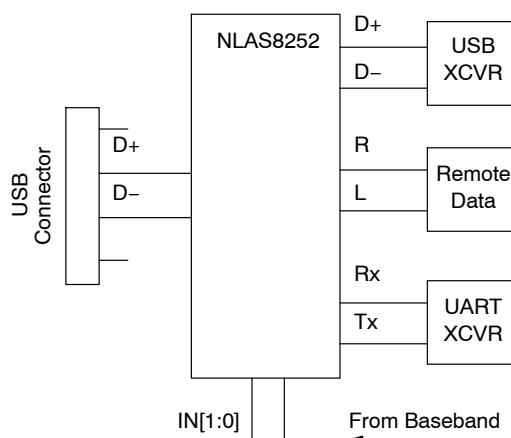 NLAS8252
D+
D−
USB
XCVR
USB
Connector
D+
D−
R
L
Remote
Data
Rx
Tx
UART
XCVR
IN[1:0]
From Baseband